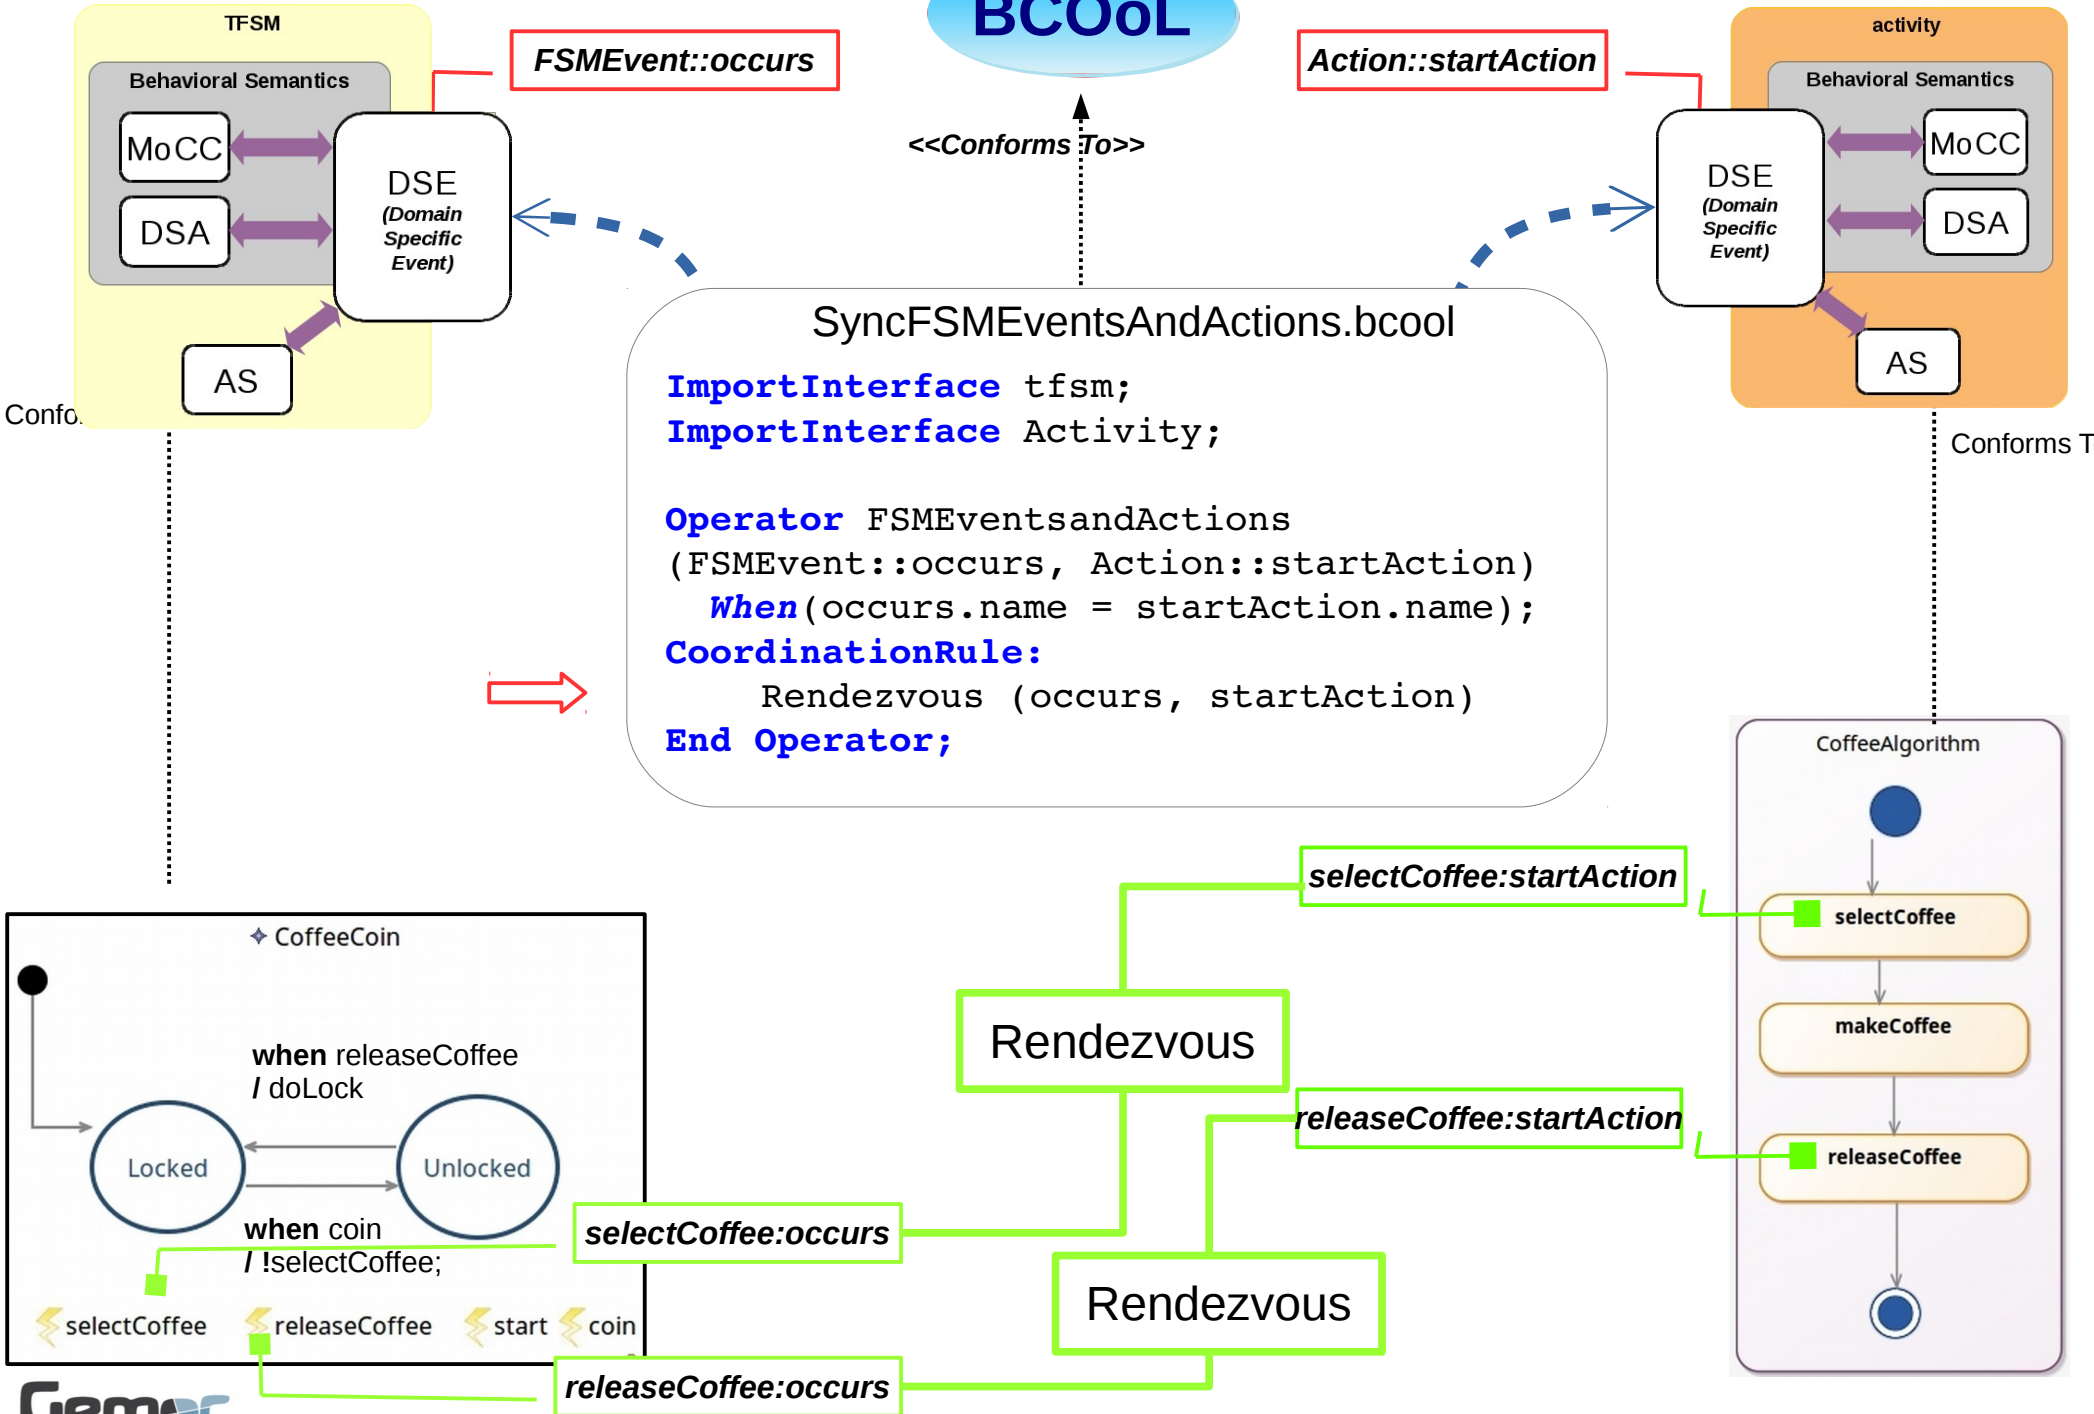 BCOoL
TFSM
Behavioral Semantics
MoCC
DSA
DSE
(Domain
Specific
Event)
AS
FSMEvent::occurs
<<Conforms To>>
Action::startAction
activity
Behavioral Semantics
MoCC
DSA
DSE
(Domain
Specific
Event)
AS
Conforms T
SyncFSMEventsAndActions.bcool
ImportInterface tfsm;
ImportInterface Activity;
Operator FSMEventsandActions
(FSMEvent::occurs, Action::startAction)
When(occurs.name = startAction.name);
CoordinationRule:
Rendezvous (occurs, startAction)
End Operator;
CoffeeAlgorithm
selectCoffee
makeCoffee
releaseCoffee
selectCoffee:startAction
Rendezvous
releaseCoffee:startAction
CoffeeCoin
when releaseCoffee
/ doLock
Locked
Unlocked
when coin
/ !selectCoffee;
selectCoffee
releaseCoffee
start
coin
selectCoffee:occurs
Rendezvous
releaseCoffee:occurs